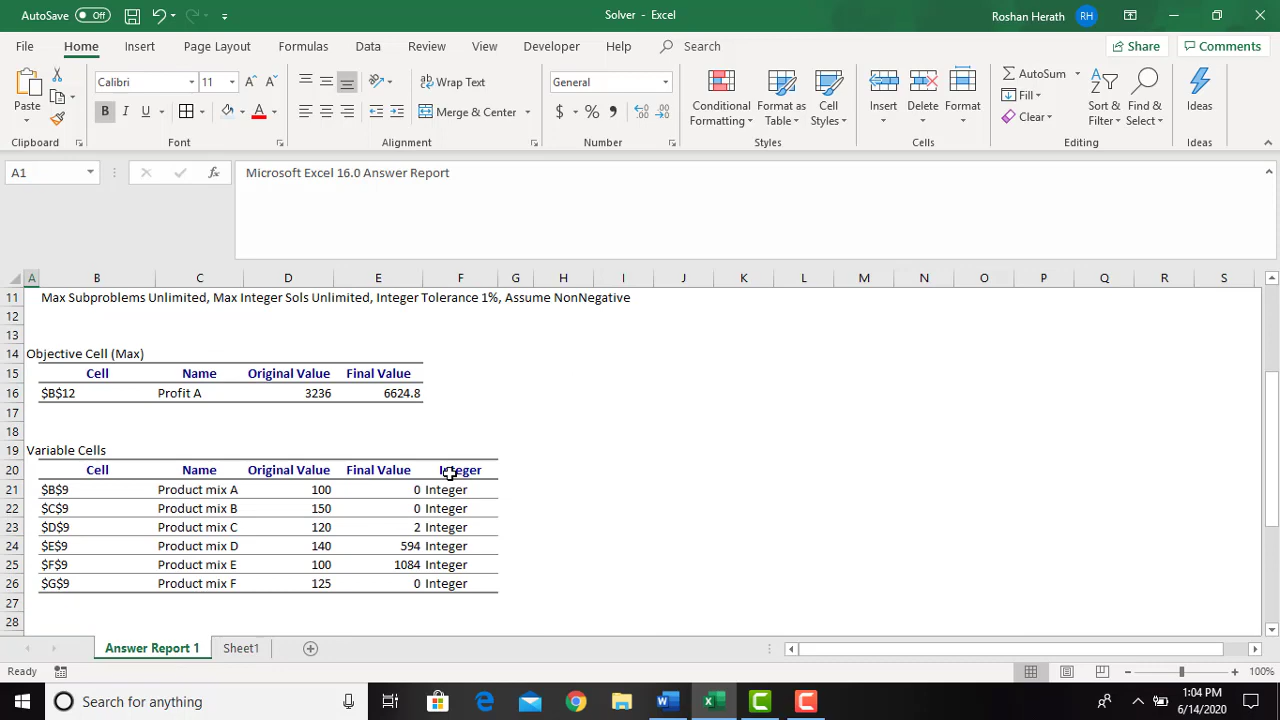 AutoSave Off Solver - Excel Roshan Herath RH
File Home Insert Page Layout Formulas Data Review View Developer Help Search Share Comments
Paste
Calibri 11
B I U
Wrap Text
Merge & Center
General
$ % ,
Conditional Formatting
Format as Table
Cell Styles
Insert
Delete
Format
AutoSum
Fill
Clear
Sort & Filter
Find & Select
Ideas
Clipboard Font Alignment Number Styles Cells Editing Ideas
A1 fx Microsoft Excel 16.0 Answer Report
A B C D E F G H I J K L M N O P Q R S
11 Max Subproblems Unlimited, Max Integer Sols Unlimited, Integer Tolerance 1%, Assume NonNegative
12
13
14 Objective Cell (Max)
15 Cell Name Original Value Final Value
16 $B$12 Profit A 3236 6624.8
17
18
19 Variable Cells
20 Cell Name Original Value Final Value Integer
21 $B$9 Product mix A 100 0 Integer
22 $C$9 Product mix B 150 0 Integer
23 $D$9 Product mix C 120 2 Integer
24 $E$9 Product mix D 140 594 Integer
25 $F$9 Product mix E 100 1084 Integer
26 $G$9 Product mix F 125 0 Integer
27
28
Answer Report 1 Sheet1
Ready 100%
Search for anything
1:04 PM
6/14/2020